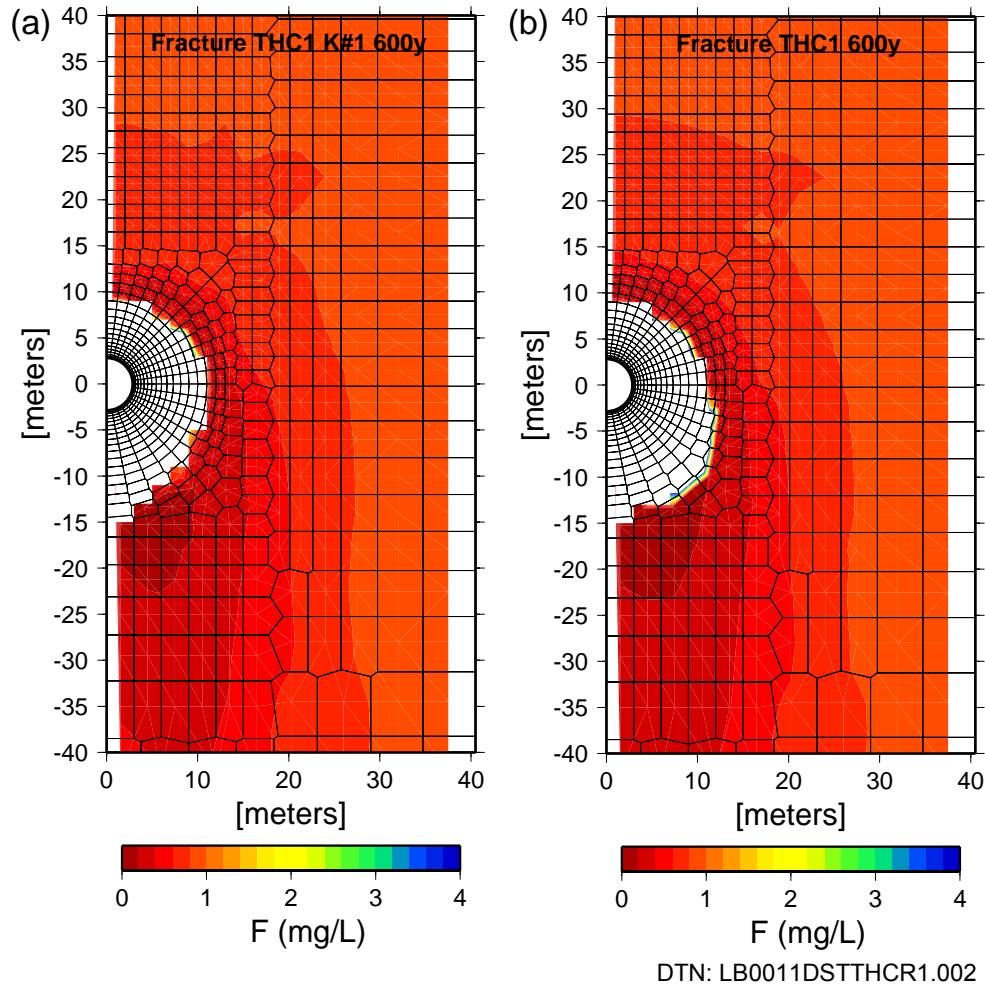 (a)
Fracture THC1 K#1 600y
40
35
30
25
20
15
10
5
0
-5
-10
-15
-20
-25
-30
-35
-40
[meters]
0 10 20 30 40
[meters]
0 1 2 3 4
F (mg/L)
(b)
Fracture THC1 600y
40
35
30
25
20
15
10
5
0
-5
-10
-15
-20
-25
-30
-35
-40
[meters]
0 10 20 30 40
[meters]
0 1 2 3 4
F (mg/L)
DTN: LB0011DSTTHCR1.002